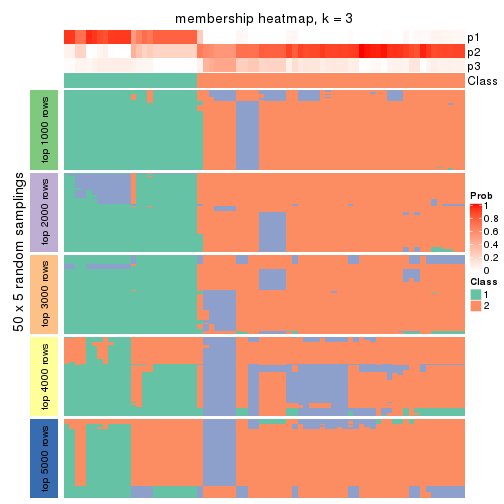 membership heatmap, k = 3
p1
p2
p3
Class
50 x 5 random samplings
top 1000 rows
top 2000 rows
top 3000 rows
top 4000 rows
top 5000 rows
Prob
1
0.8
0.6
0.4
0.2
0
Class
1
2